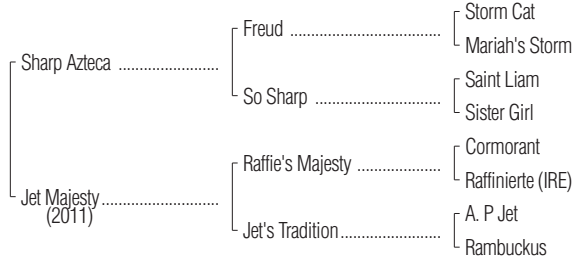 Storm Cat
Freud ..............................
Mariah's Storm
Sharp Azteca ....................
Saint Liam
So Sharp .........................
Sister Girl
Cormorant
Raffie's Majesty .................
Raffinierte (IRE)
Jet Majesty.......................
(2011)
A. P Jet
Jet's Tradition....................
Rambuckus